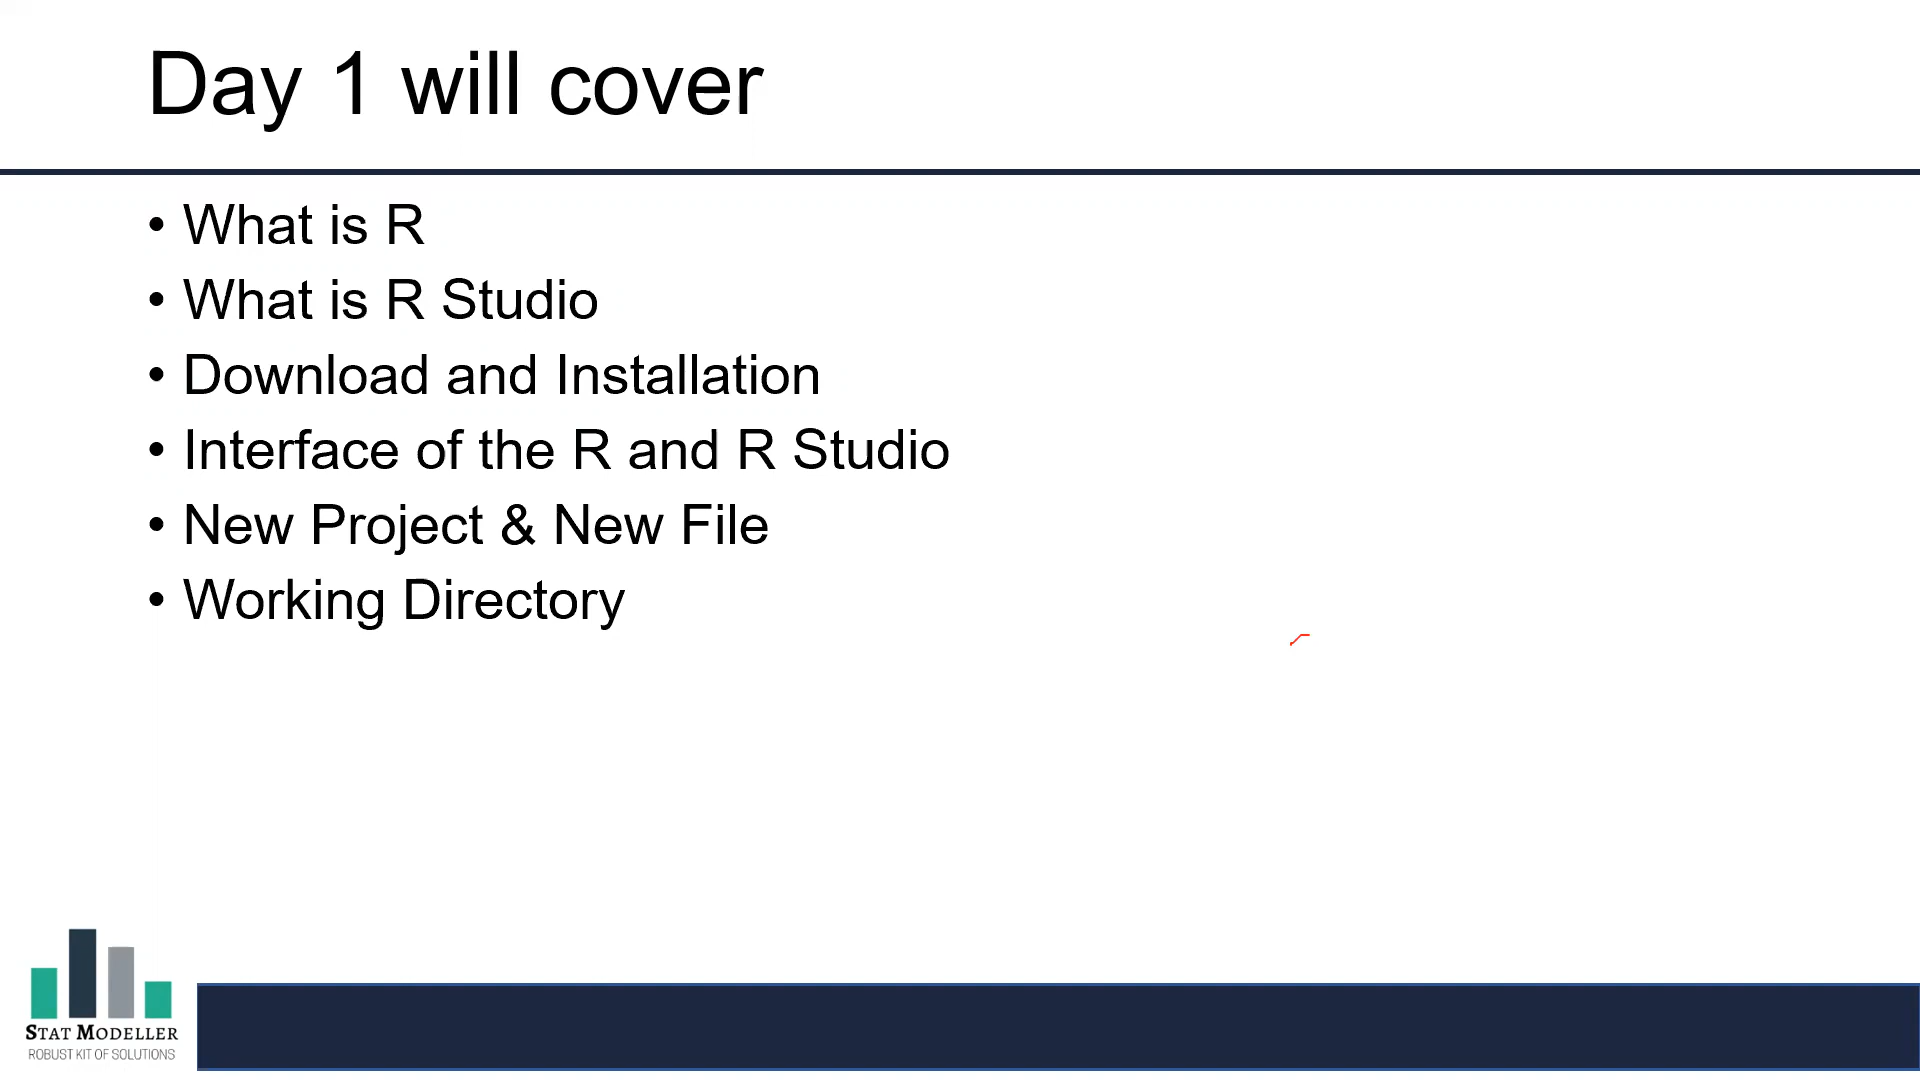 Day 1 will cover
• What is R
• What is R Studio
• Download and Installation
• Interface of the R and R Studio
• New Project & New File
• Working Directory
STAT MODELLER
ROBUST KIT OF SOLUTIONS